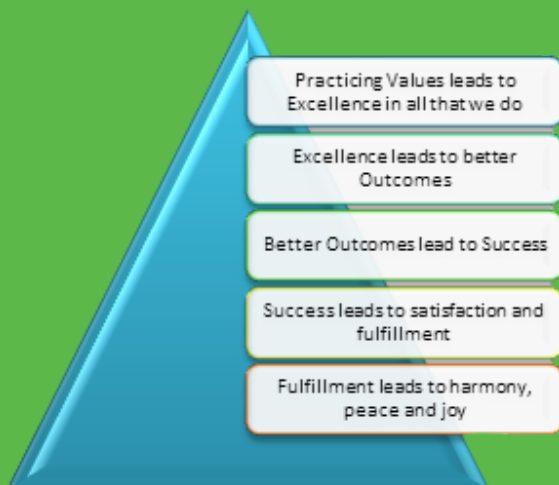 Practicing Values leads to
Excellence in all that we do
Excellence leads to better
Outcomes
Better Outcomes lead to Success
Success leads to satisfaction and
fulfillment
Fulfillment leads to harmony,
peace and joy